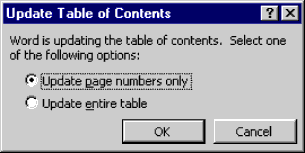 Update Table of Contents
Word is updating the table of contents. Select one
of the following options:
Update page numbers only
Update entire table
OK
Cancel